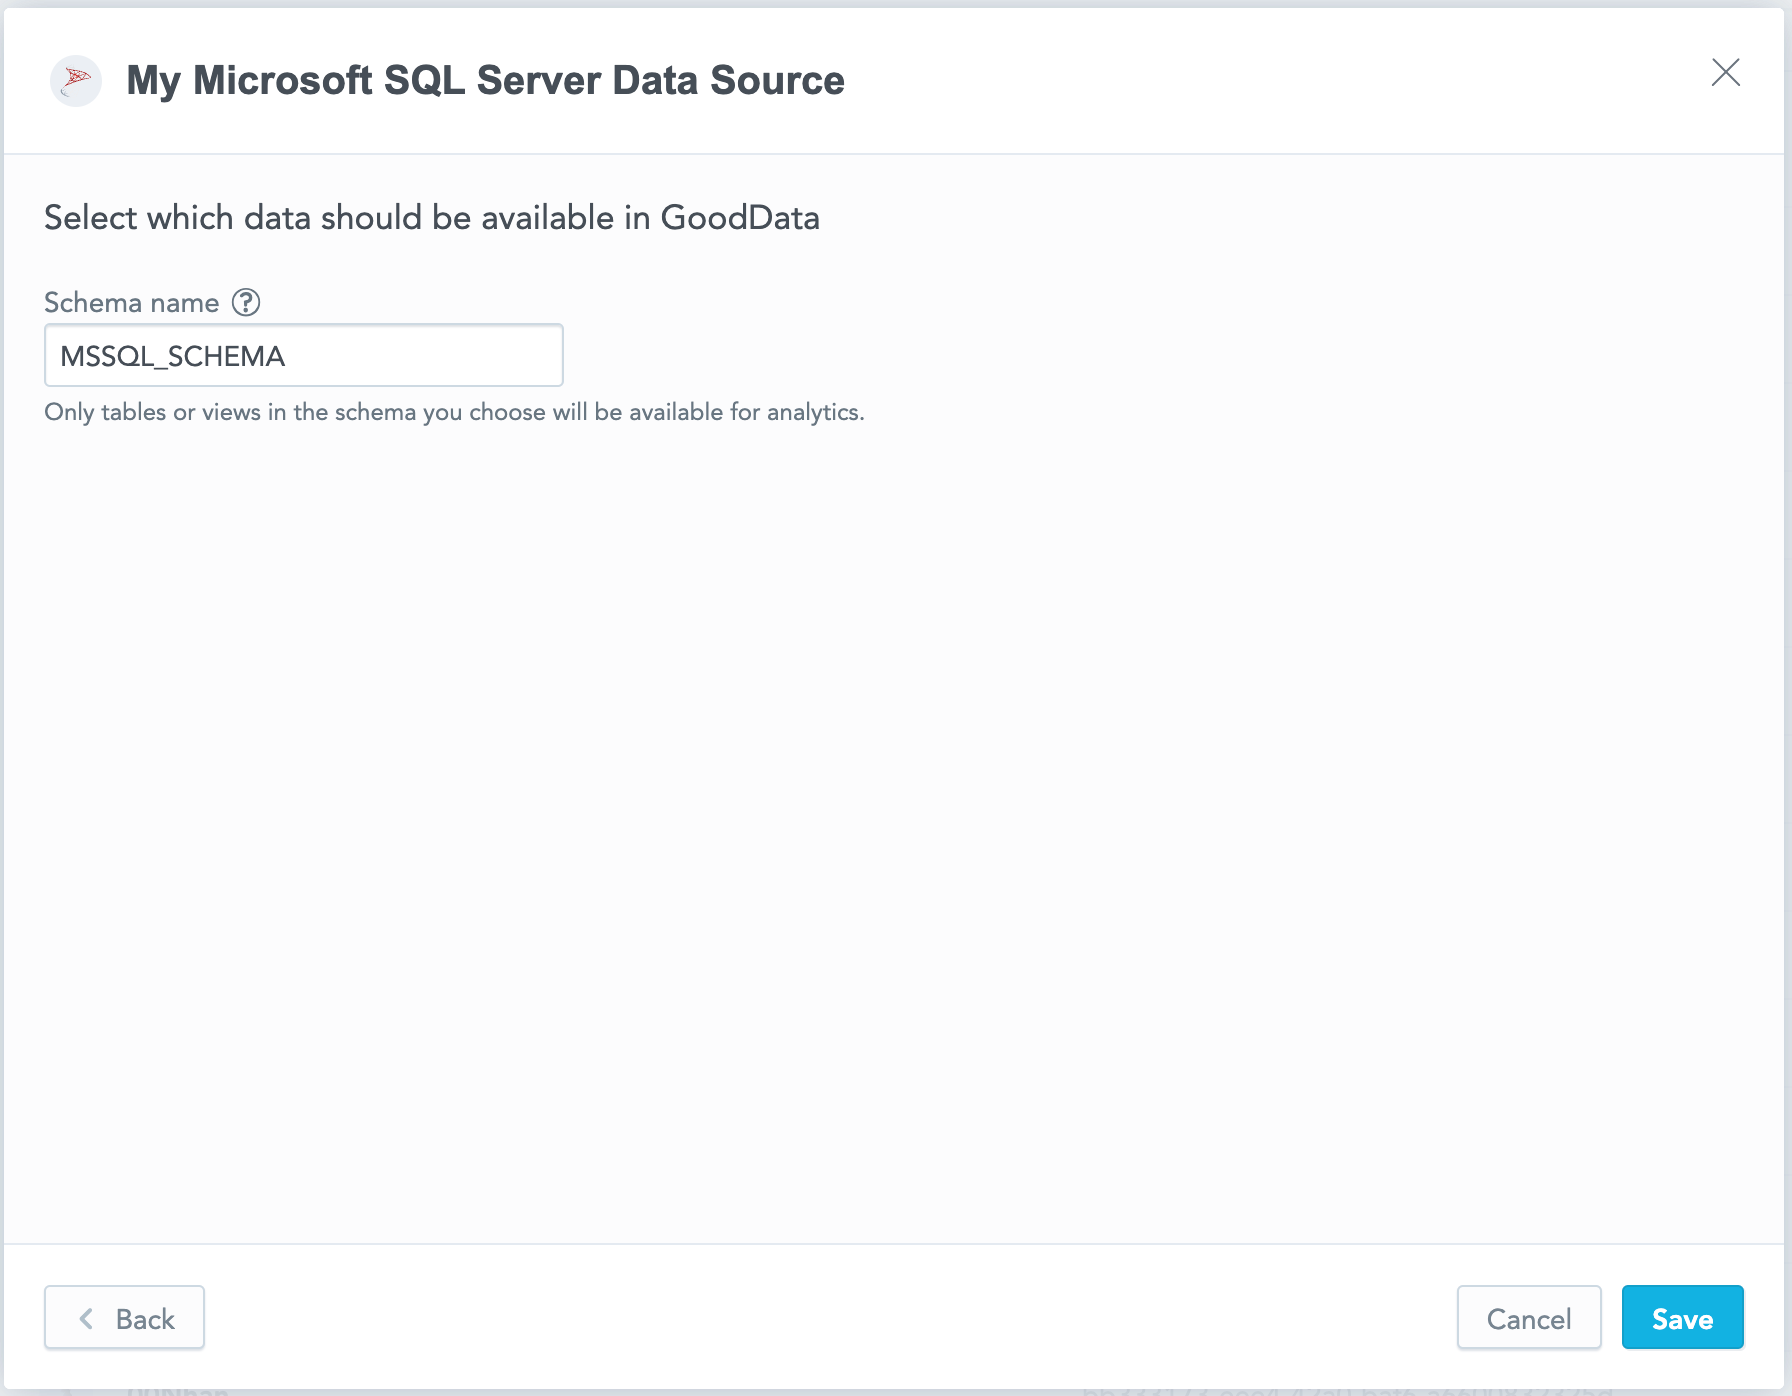 My Microsoft SQL Server Data Source
Select which data should be available in GoodData
Schema name ?
MSSQL_SCHEMA
Only tables or views in the schema you choose will be available for analytics.
Back
Cancel
Save